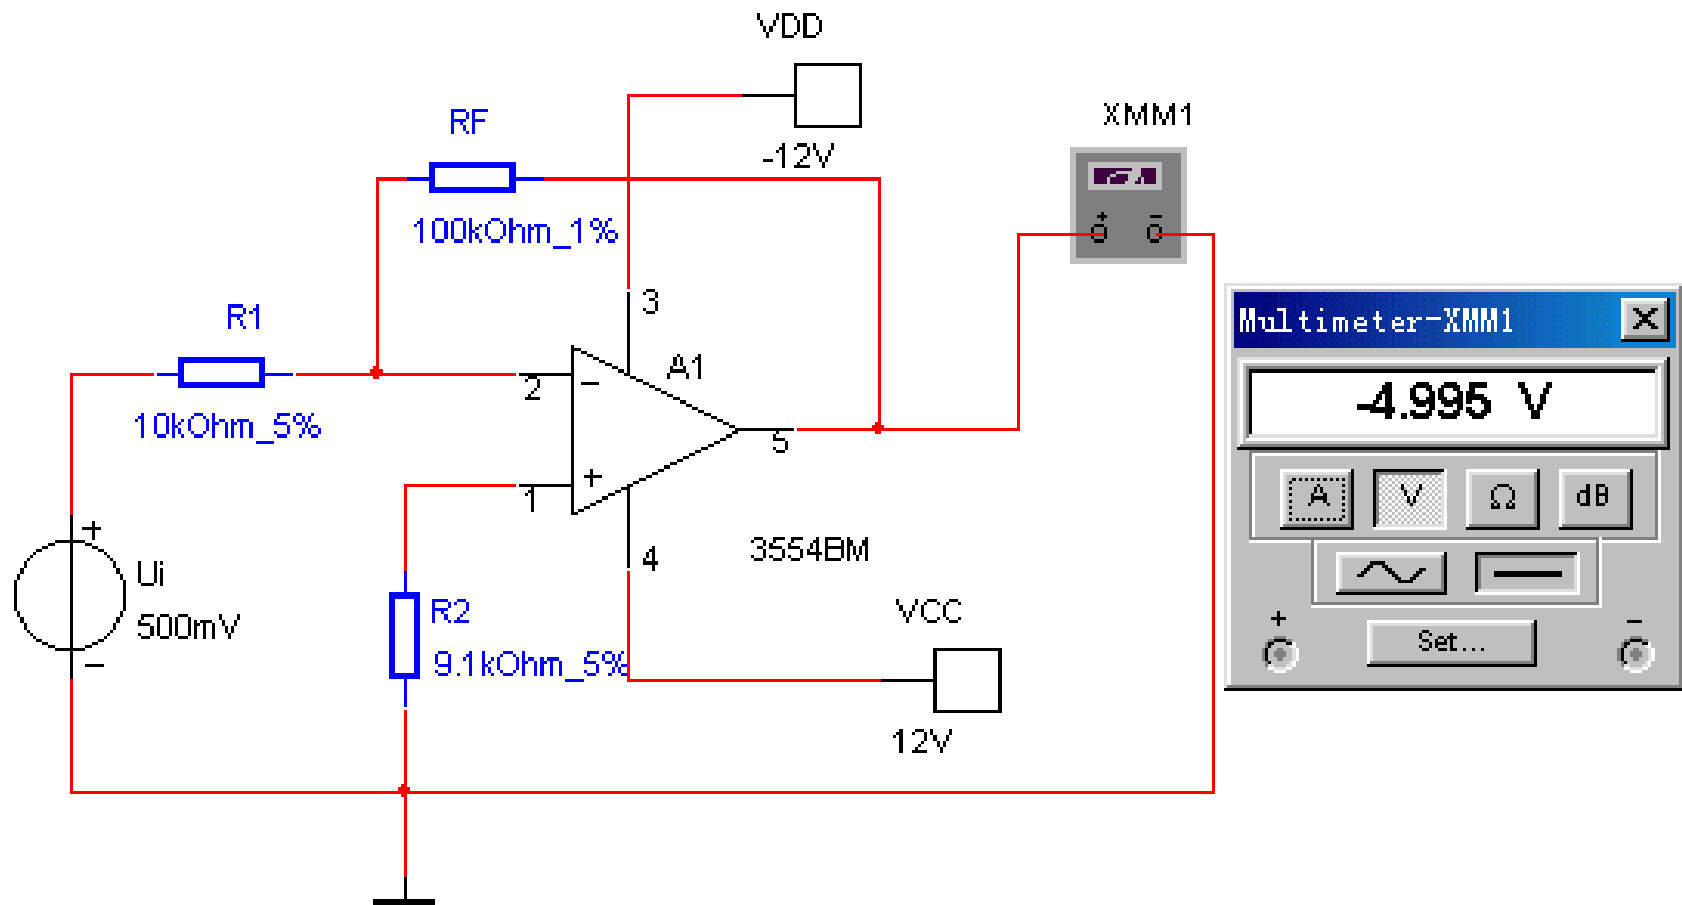 VDD
-12V
RF
100kOhm_1%
XMM1
+ −
3
R1
10kOhm_5%
2
−
A1
5
+
1
4
3554BM
+
Ui
500mV
−
R2
9.1kOhm_5%
VCC
12V
Multimeter-XMM1
-4.995 V
A V Ω dB
+ −
Set...